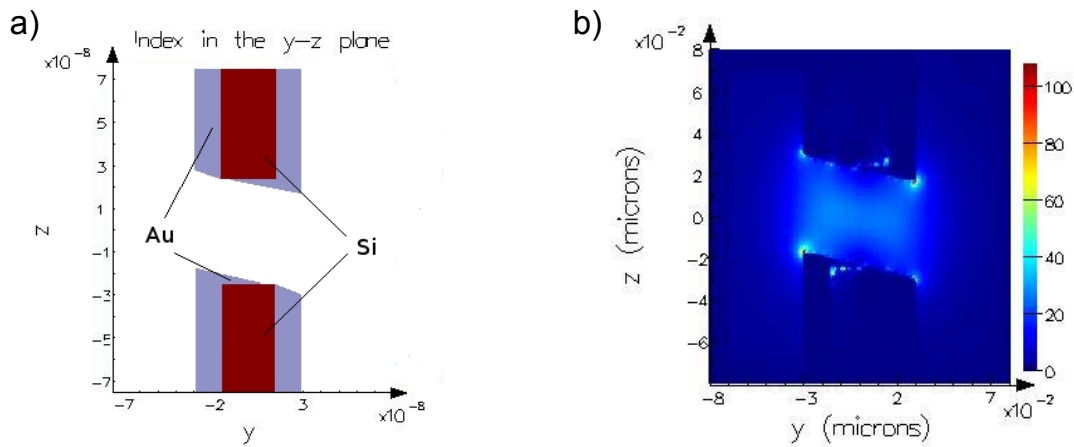 a)
Index in the y-z plane
x10 -8
7
5
3
1
-1
-3
-5
-7
z
Au
Si
-7
-2
3
x10 -8
y
b)
x10 -2
8
6
4
2
0
-2
-4
-6
z (microns)
-8
-3
2
7
x10 -2
y (microns)
100
80
60
40
20
0